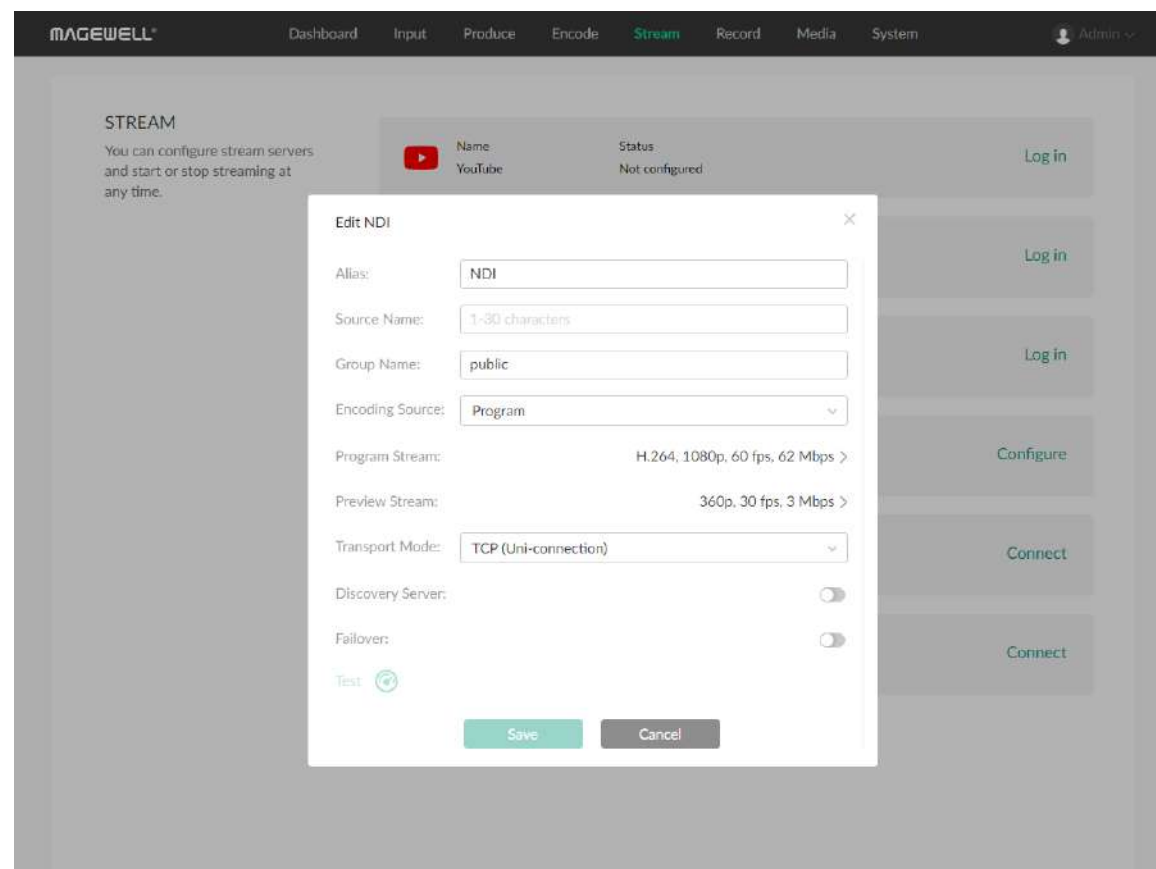 MAGEWELL® Dashboard Input Produce Encode Stream Record Media System Admin
STREAM
You can configure stream servers
and start or stop streaming at
any time.
Name Status
YouTube Not configured
Log in
Edit NDI
Log in
Alias: NDI
Source Name: 1-30 characters
Log in
Group Name: public
Encoding Source: Program
Program Stream: H.264, 1080p, 60 fps, 62 Mbps >
Configure
Preview Stream: 360p, 30 fps, 3 Mbps >
Transport Mode: TCP (Uni-connection)
Connect
Discovery Server:
Failover:
Connect
Test
Save Cancel